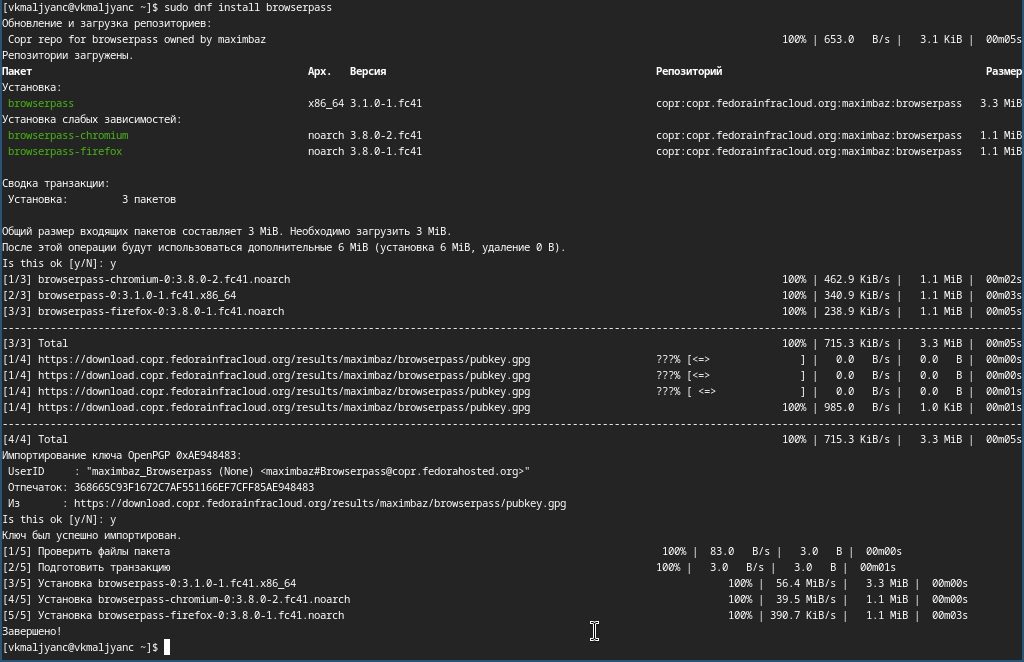 [vkmaljyanc@vkmaljyanc ~]$ sudo dnf install browserpass
Обновление и загрузка репозиториев:
Copr repo for browserpass owned by maximbaz 100% | 653.0 B/s | 3.1 KiB | 00m05s
Репозитории загружены.
Пакет Арх. Версия Репозиторий Размер
Установка:
browserpass x86_64 3.1.0-1.fc41 copr:copr.fedorainfracloud.org:maximbaz:browserpass 3.3 MiB
Установка слабых зависимостей:
browserpass-chromium noarch 3.8.0-2.fc41 copr:copr.fedorainfracloud.org:maximbaz:browserpass 1.1 MiB
browserpass-firefox noarch 3.8.0-1.fc41 copr:copr.fedorainfracloud.org:maximbaz:browserpass 1.1 MiB
Сводка транзакции:
Установка: 3 пакетов
Общий размер входящих пакетов составляет 3 MiB. Необходимо загрузить 3 MiB.
После этой операции будут использоваться дополнительные 6 MiB (установка 6 MiB, удаление 0 B).
Is this ok [y/N]: y
[1/3] browserpass-chromium-0:3.8.0-2.fc41.noarch 100% | 462.9 KiB/s | 1.1 MiB | 00m02s
[2/3] browserpass-0:3.1.0-1.fc41.x86_64 100% | 340.9 KiB/s | 1.1 MiB | 00m03s
[3/3] browserpass-firefox-0:3.8.0-1.fc41.noarch 100% | 238.9 KiB/s | 1.1 MiB | 00m05s
--------------------------------------------------------------------------------
[3/3] Total 100% | 715.3 KiB/s | 3.3 MiB | 00m05s
[1/4] https://download.copr.fedorainfracloud.org/results/maximbaz/browserpass/pubkey.gpg ???% [<=> ] | 0.0 B/s | 0.0 B | 00m00s
[1/4] https://download.copr.fedorainfracloud.org/results/maximbaz/browserpass/pubkey.gpg ???% [<=> ] | 0.0 B/s | 0.0 B | 00m00s
[1/4] https://download.copr.fedorainfracloud.org/results/maximbaz/browserpass/pubkey.gpg ???% [ <=> ] | 0.0 B/s | 0.0 B | 00m01s
[1/4] https://download.copr.fedorainfracloud.org/results/maximbaz/browserpass/pubkey.gpg 100% | 985.0 B/s | 1.0 KiB | 00m01s
--------------------------------------------------------------------------------
[4/4] Total 100% | 715.3 KiB/s | 3.3 MiB | 00m05s
Импортирование ключа OpenPGP 0xAE948483:
UserID : "maximbaz_Browserpass (None) <maximbaz#Browserpass@copr.fedorahosted.org>"
Отпечаток: 368665C93F1672C7AF551166EF7CFF85AE948483
Из : https://download.copr.fedorainfracloud.org/results/maximbaz/browserpass/pubkey.gpg
Is this ok [y/N]: y
Ключ был успешно импортирован.
[1/5] Проверить файлы пакета 100% | 83.0 B/s | 3.0 B | 00m00s
[2/5] Подготовить транзакцию 100% | 3.0 B/s | 3.0 B | 00m01s
[3/5] Установка browserpass-0:3.1.0-1.fc41.x86_64 100% | 56.4 MiB/s | 3.3 MiB | 00m00s
[4/5] Установка browserpass-chromium-0:3.8.0-2.fc41.noarch 100% | 39.5 MiB/s | 1.1 MiB | 00m00s
[5/5] Установка browserpass-firefox-0:3.8.0-1.fc41.noarch 100% | 390.7 KiB/s | 1.1 MiB | 00m03s
Завершено!
[vkmaljyanc@vkmaljyanc ~]$